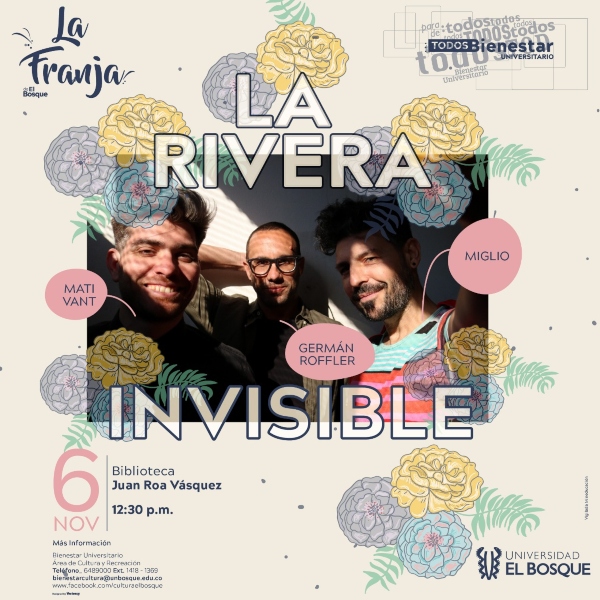 La
Franja
de El
Bosque
TODOS Bienestar
UNIVERSITARIO
LA
RIVERA
MIGLIO
MATI
VANT
GERMÁN
ROFFLER
INVISIBLE
6
NOV
Biblioteca
Juan Roa Vásquez
12:30 p.m.
Más Información
Bienestar Universitario
Área de Cultura y Recreación
Teléfono. 6489000 Ext. 1418 - 1369
bienestarcultura@unbosque.edu.co
www.facebook.com/culturaelbosque
UNIVERSIDAD
EL BOSQUE